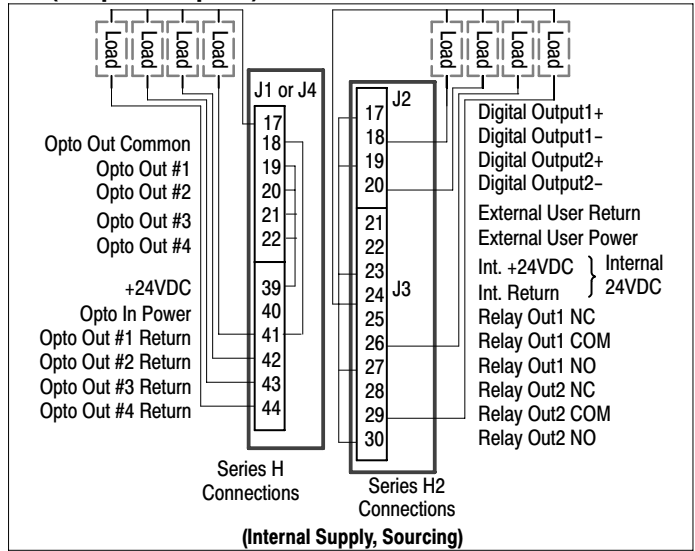 Load Load Load Load
Load Load Load Load
J1 or J4
17
18
19
20
21
22
39
40
41
42
43
44
Opto Out Common
Opto Out #1
Opto Out #2
Opto Out #3
Opto Out #4
+24VDC
Opto In Power
Opto Out #1 Return
Opto Out #2 Return
Opto Out #3 Return
Opto Out #4 Return
Series H
Connections
J2
17
18
19
20
21
22
23
24
25
26
27
28
29
30
J3
Digital Output1+
Digital Output1−
Digital Output2+
Digital Output2−
External User Return
External User Power
Int. +24VDC
Int. Return
} Internal
24VDC
Relay Out1 NC
Relay Out1 COM
Relay Out1 NO
Relay Out2 NC
Relay Out2 COM
Relay Out2 NO
Series H2
Connections
(Internal Supply, Sourcing)